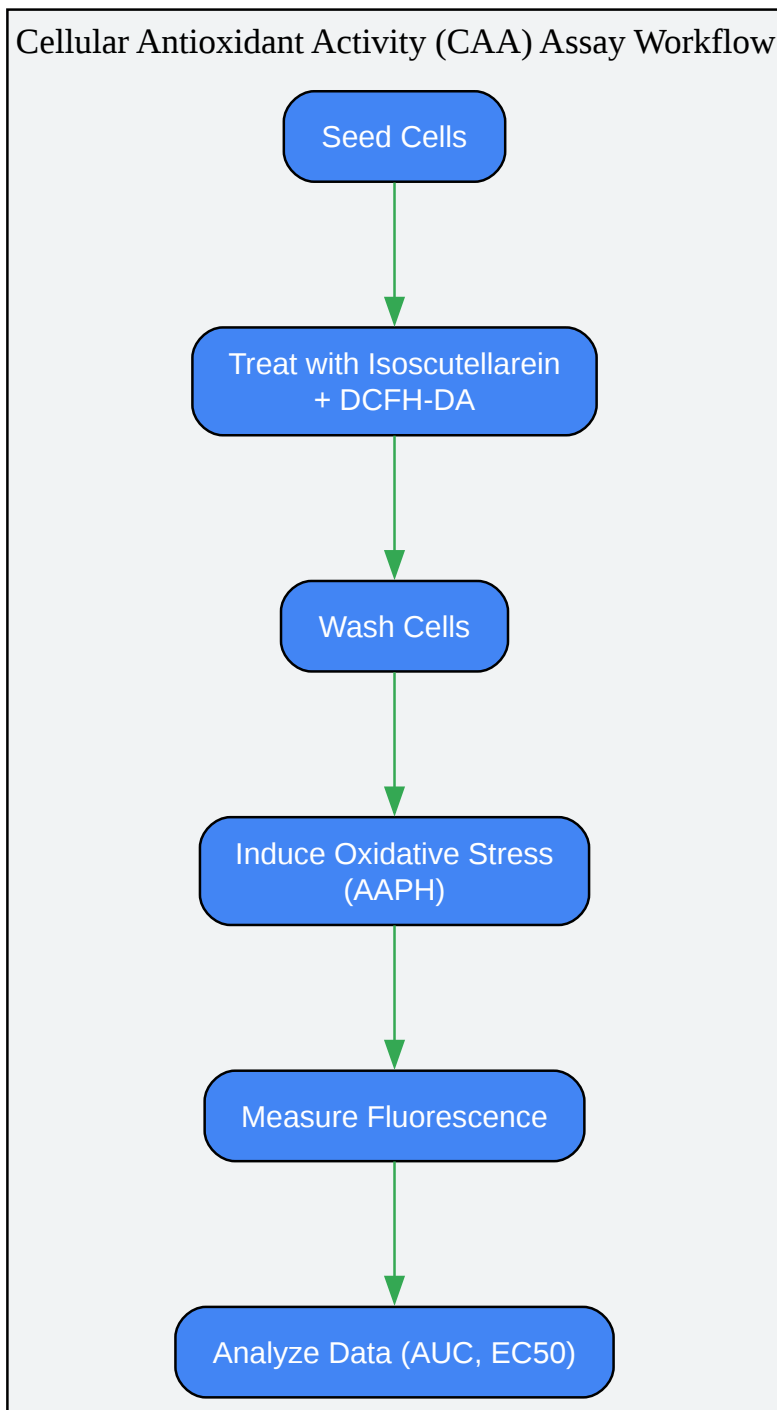 Cellular Antioxidant Activity (CAA) Assay Workflow
Seed Cells
Treat with Isoscutellarein
+ DCFH-DA
Wash Cells
Induce Oxidative Stress
(AAPH)
Measure Fluorescence
Analyze Data (AUC, EC50)